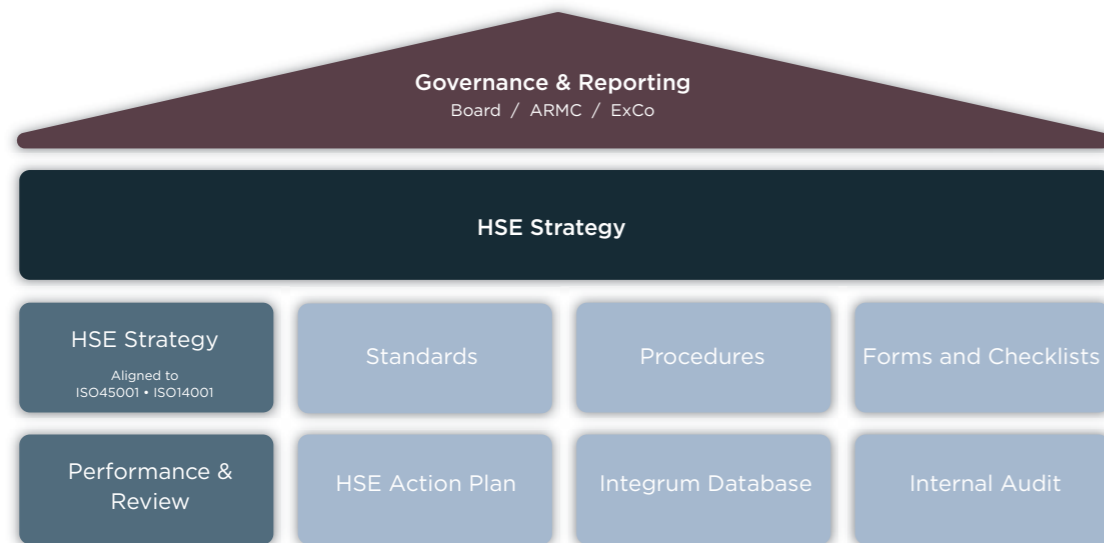 Governance & Reporting
Board / ARMC / ExCo
HSE Strategy
HSE Strategy
Aligned to
ISO45001 • ISO14001
Standards
Procedures
Forms and Checklists
Performance &
Review
HSE Action Plan
Integrum Database
Internal Audit